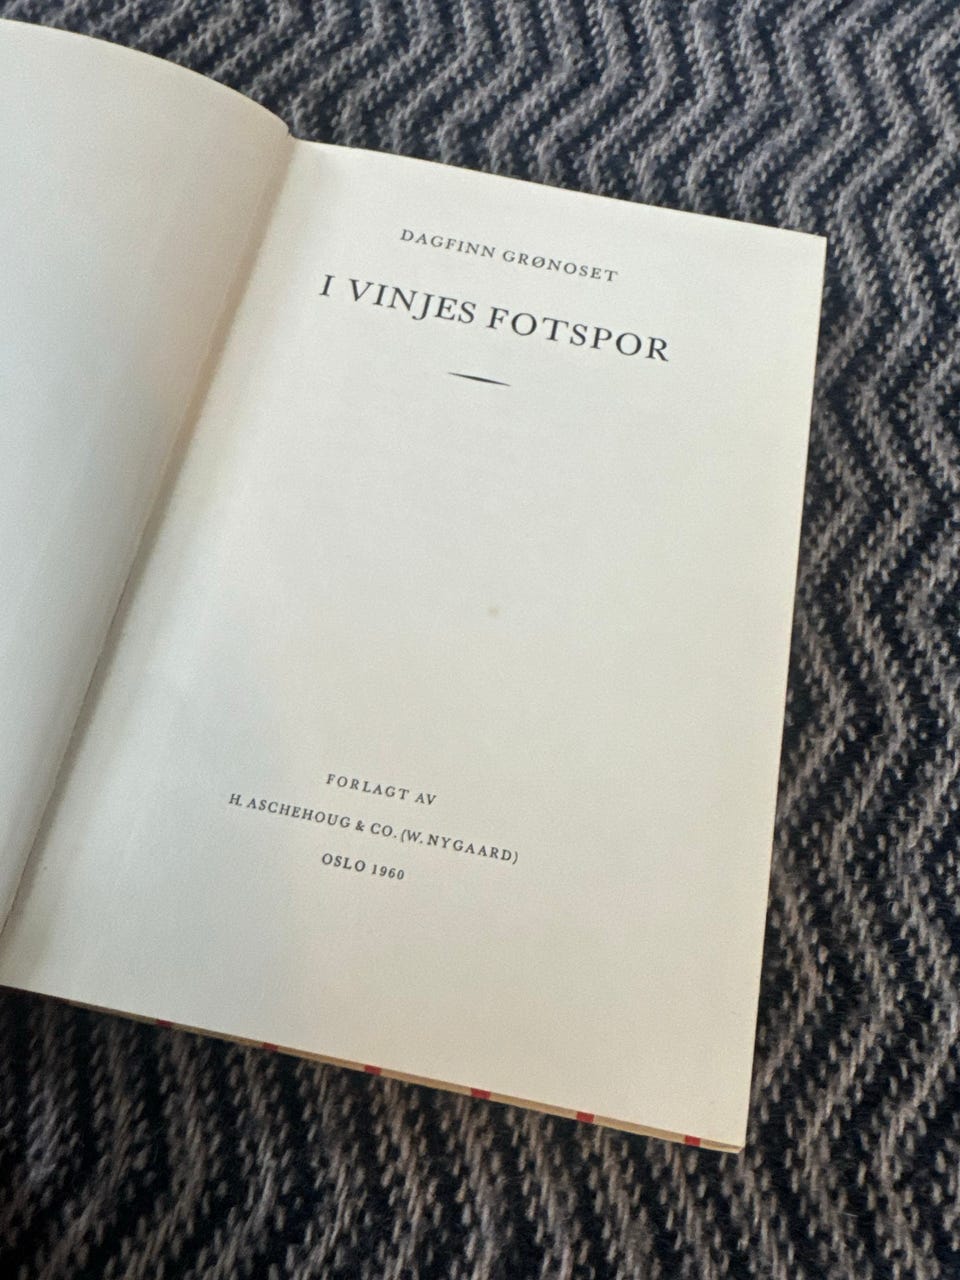 DAGFINN GRØNOSET
I VINJES FOTSPOR
FORLAGT AV
H. ASCHEHOUG & CO. (W. NYGAARD)
OSLO 1960